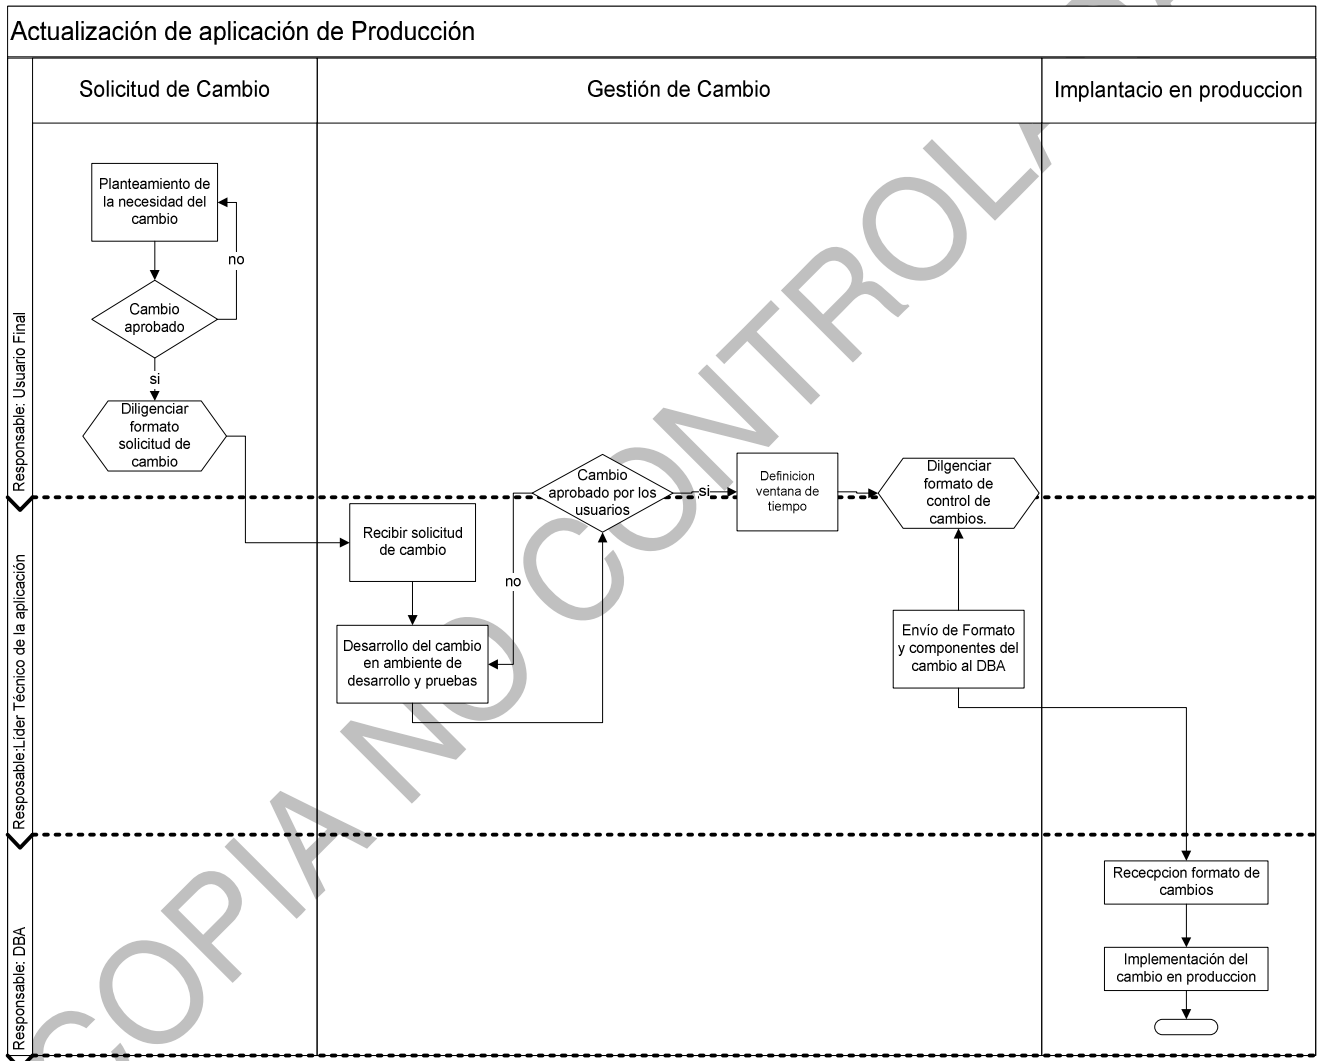 Actualización de aplicación de Producción
Solicitud de Cambio
Gestión de Cambio
Implantacio en produccion
Responsable: Usuario Final
Planteamiento de
la necesidad del
cambio
no
Cambio
aprobado
si
Diligenciar
formato
solicitud de
cambio
Cambio
aprobado por los
usuarios
si
Definicion
ventana de
tiempo
Dilgenciar
formato de
control de
cambios.
Resposable:Lider Técnico de la aplicación
Recibir solicitud
de cambio
no
Desarrollo del cambio
en ambiente de
desarrollo y pruebas
Envío de Formato
y componentes del
cambio al DBA
Responsable: DBA
Rececpcion formato de
cambios
Implementación del
cambio en produccion
COPIA NO CONTROLA